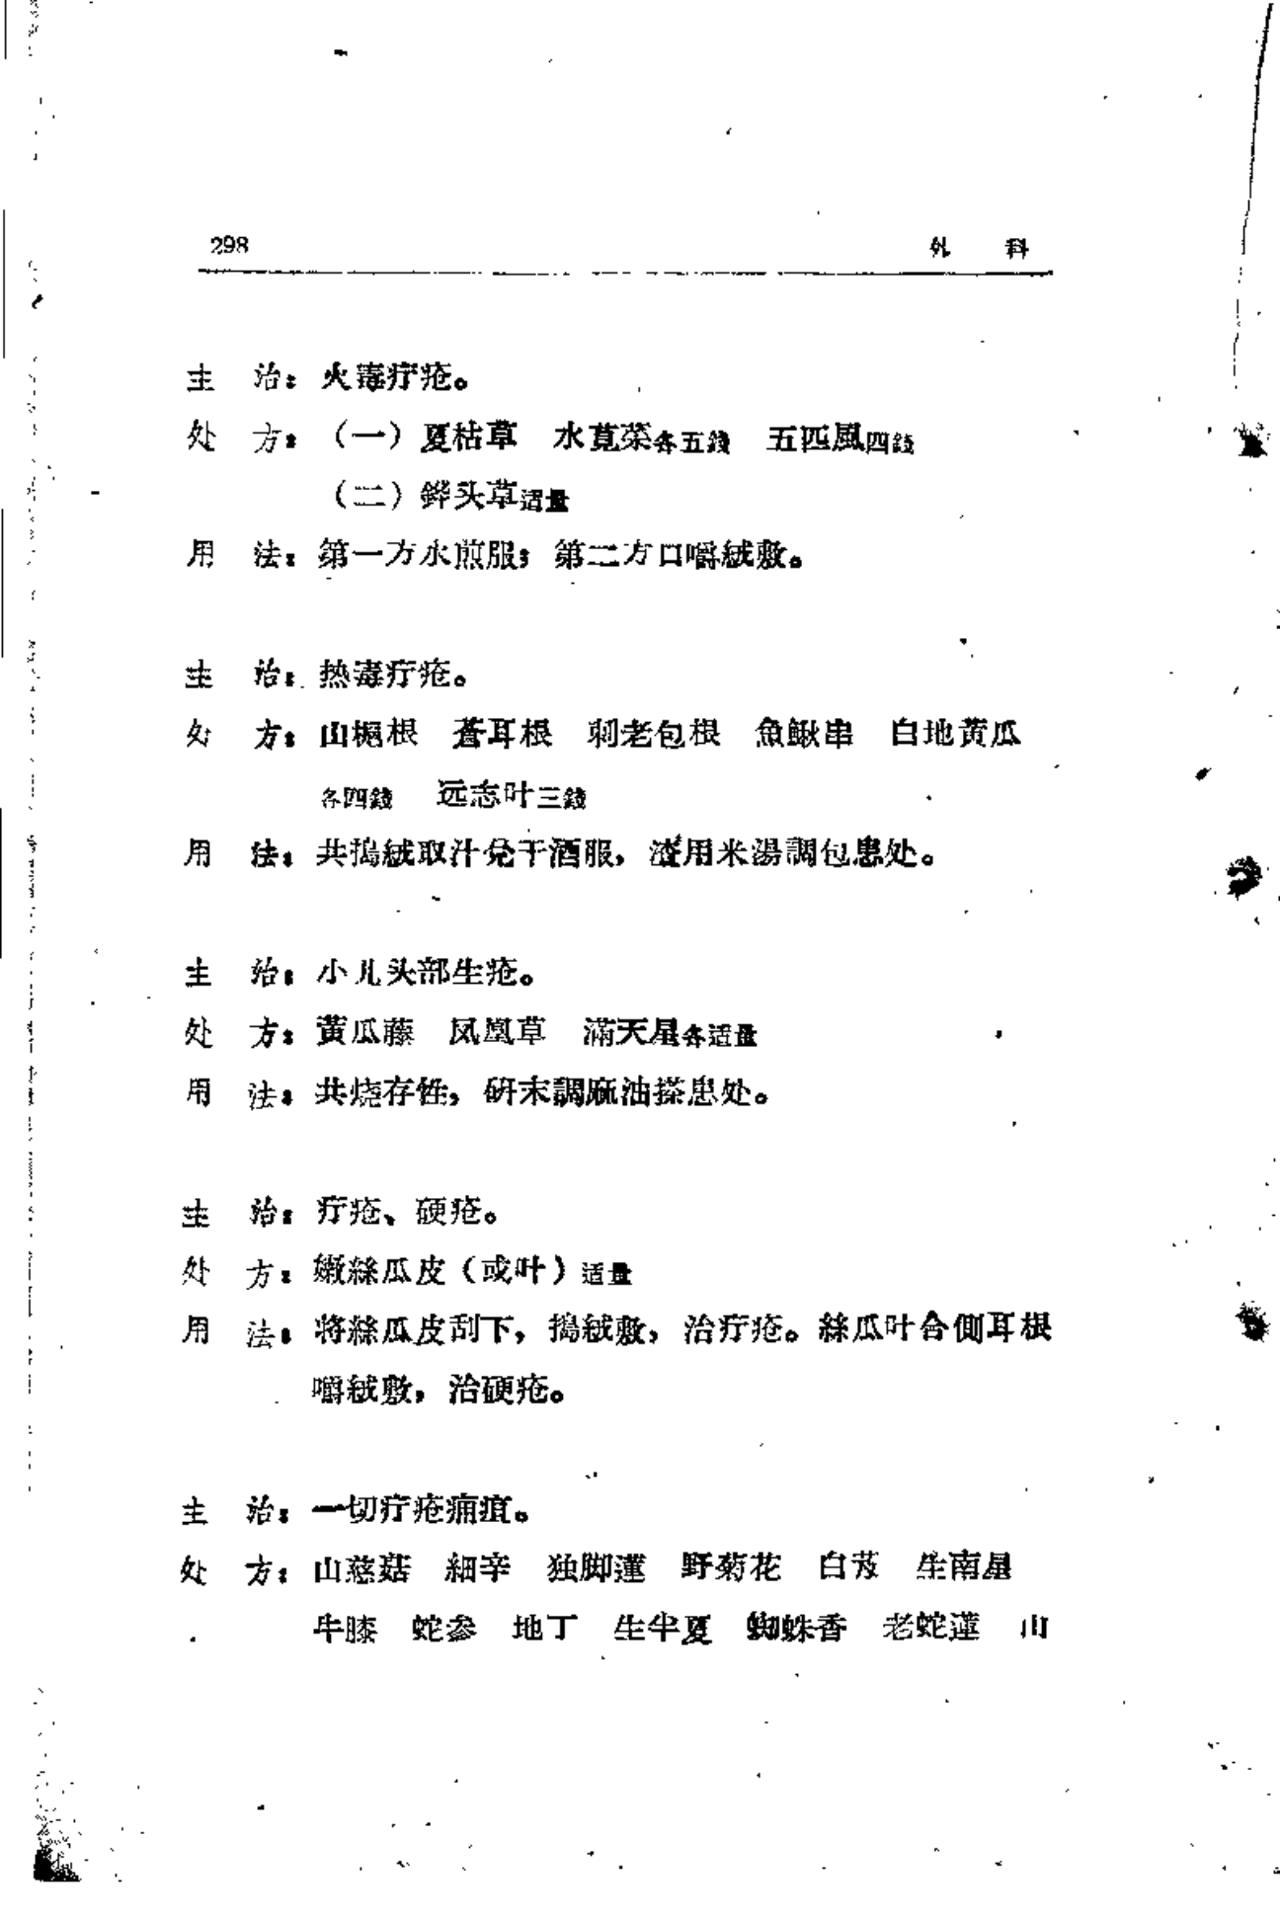 298 外 科
主 治：火毒疔疮。
处 方：（一）夏枯草 水莧菜各五錢 五匹風四錢
（二）鏵头草适量
用 法：第一方水煎服；第二方口嚼絨敷。
主 治：热毒疔疮。
处 方：山梔根 蒼耳根 刺老包根 魚鰍串 白地黄瓜
各四錢 远志叶三錢
用 法：共搗絨取汁兑干酒服，渣用米湯調包患处。
主 治：小儿头部生疮。
处 方：黄瓜藤 凤凰草 滿天星各适量
用 法：共烧存性，研末調麻油搽患处。
主 治：疔疮、硬疮。
处 方：嫩絲瓜皮（或叶）适量
用 法：将絲瓜皮刮下，搗絨敷，治疔疮。絲瓜叶合側耳根
嚼絨敷，治硬疮。
主 治：一切疔疮痈疽。
处 方：山慈菇 細辛 独脚蓮 野菊花 白芨 生南星
牛膝 蛇参 地丁 生半夏 蜘蛛香 老蛇蓮 山